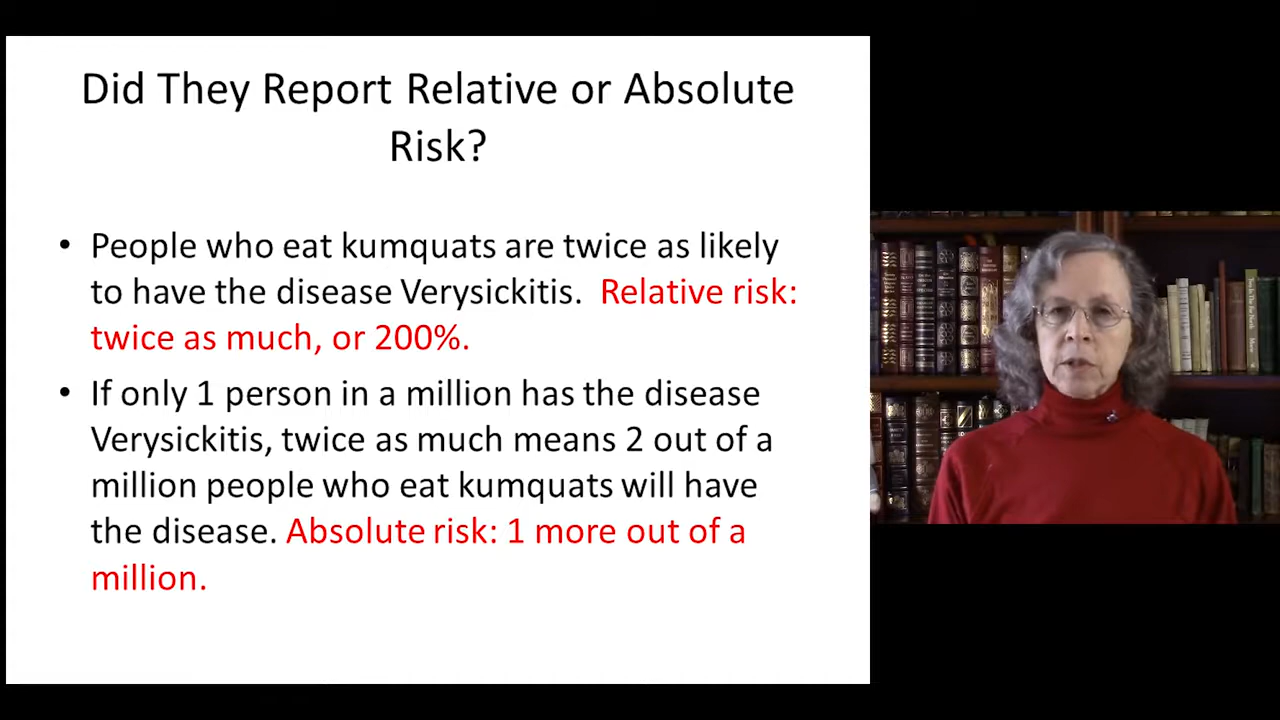 Did They Report Relative or Absolute
Risk?
• People who eat kumquats are twice as likely
to have the disease Verysickitis. Relative risk:
twice as much, or 200%.
• If only 1 person in a million has the disease
Verysickitis, twice as much means 2 out of a
million people who eat kumquats will have
the disease. Absolute risk: 1 more out of a
million.